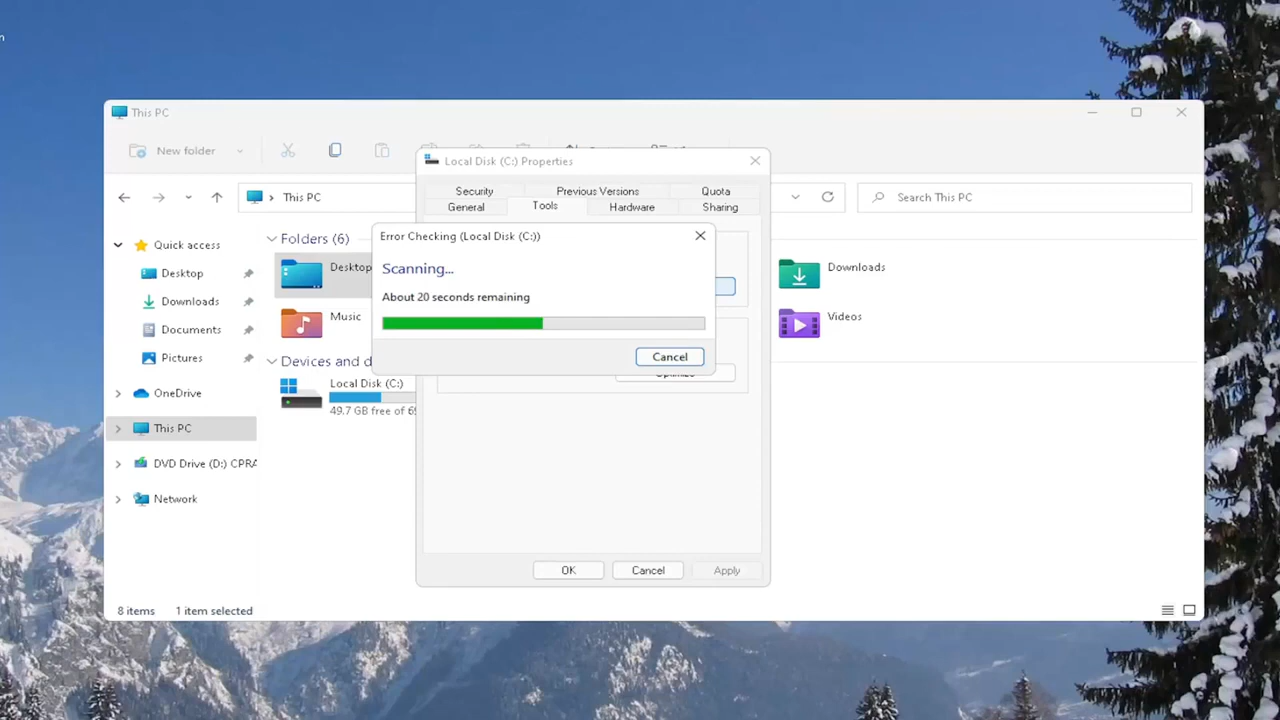 n
This PC
New folder
Local Disk (C:) Properties
Security
Previous Versions
Quota
General
Tools
Hardware
Sharing
This PC
Search This PC
Error Checking (Local Disk (C:))
Scanning...
About 20 seconds remaining
Cancel
Quick access
Desktop
Downloads
Documents
Pictures
OneDrive
This PC
DVD Drive (D:) CPRA
Network
Folders (6)
Desktop
Downloads
Music
Videos
Devices and d
Local Disk (C:)
49.7 GB free of 6
Optimize
OK
Cancel
Apply
8 items
1 item selected